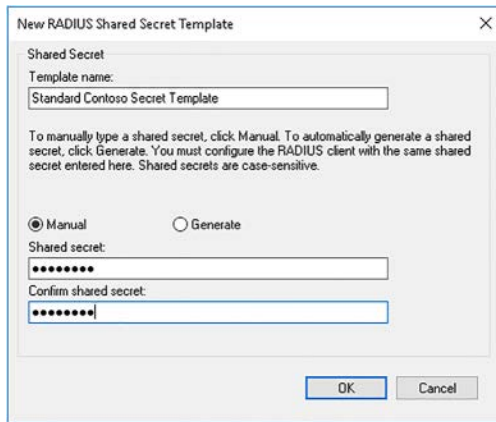 New RADIUS Shared Secret Template
Shared Secret
Template name:
Standard Contoso Secret Template
To manually type a shared secret, click Manual. To automatically generate a shared
secret, click Generate. You must configure the RADIUS client with the same shared
secret entered here. Shared secrets are case-sensitive.
Manual Generate
Shared secret:
●●●●●●●●
Confirm shared secret:
●●●●●●●●
OK Cancel